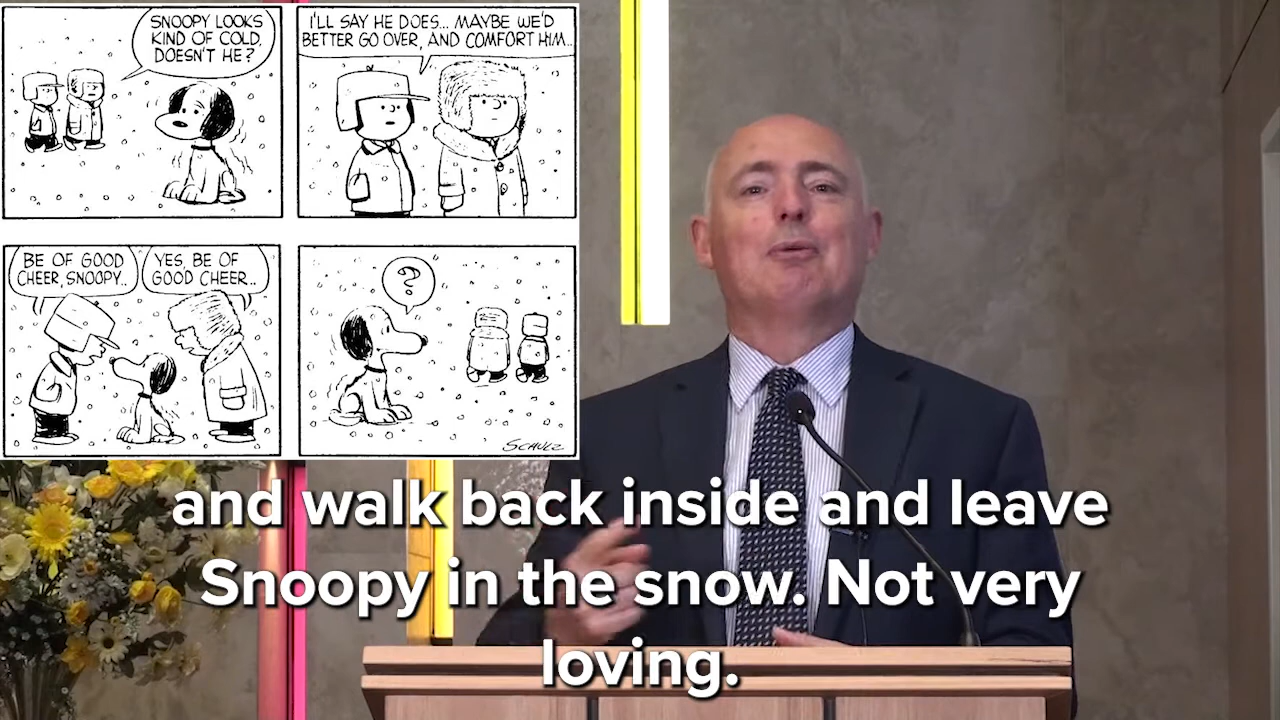 SNOOPY LOOKS
KIND OF COLD,
DOESN'T HE?
I'LL SAY HE DOES... MAYBE WE'D
BETTER GO OVER, AND COMFORT HIM..
BE OF GOOD
CHEER, SNOOPY..
YES, BE OF
GOOD CHEER..
?
SCHULZ
and walk back inside and leave
Snoopy in the snow. Not very
loving.